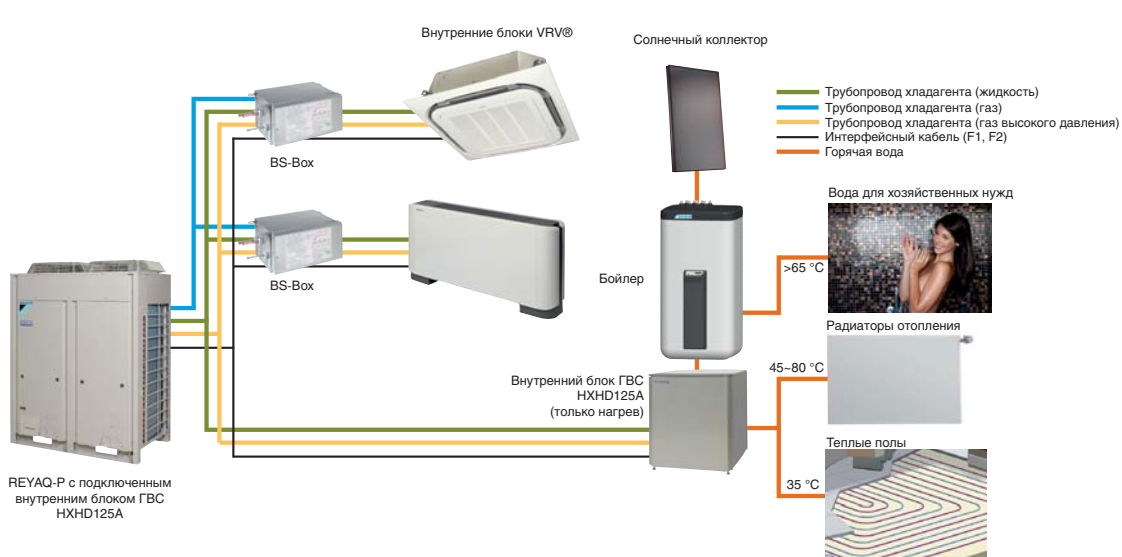 Внутренние блоки VRV®
Солнечный коллектор
Трубопровод хладагента (жидкость)
Трубопровод хладагента (газ)
Трубопровод хладагента (газ высокого давления)
Интерфейсный кабель (F1, F2)
Горячая вода
BS-Box
Вода для хозяйственных нужд
>65 °C
Бойлер
BS-Box
Радиаторы отопления
45~80 °C
Внутренний блок ГВС
HXHD125A
(только нагрев)
Теплые полы
35 °C
REYAQ-P с подключенным
внутренним блоком ГВС
HXHD125A